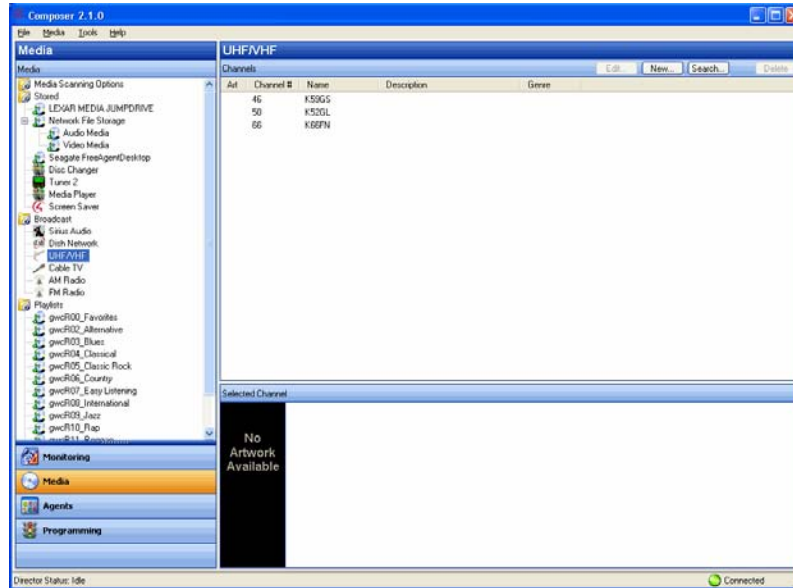 Composer 2.1.0
File Media Tools Help
Media
Media
Media Scanning Options
Stored
LEXAR MEDIA JUMPDRIVE
Network File Storage
Audio Media
Video Media
Seagate FreeAgentDesktop
Disc Changer
Tuner 2
Media Player
Screen Saver
Broadcast
Sirius Audio
Dish Network
UHF/VHF
Cable TV
AM Radio
FM Radio
Playlists
gwcR00_Favorites
gwcR02_Alternative
gwcR03_Blues
gwcR04_Classical
gwcR05_Classic Rock
gwcR06_Country
gwcR07_Easy Listening
gwcR08_International
gwcR09_Jazz
gwcR10_Rap
Monitoring
Media
Agents
Programming
UHF/VHF
Channels Edit... New... Search... Delete
Art Channel # Name Description Genre
46 K59GS
50 K52GL
66 K66FN
Selected Channel
No
Artwork
Available
Director Status: Idle Connected